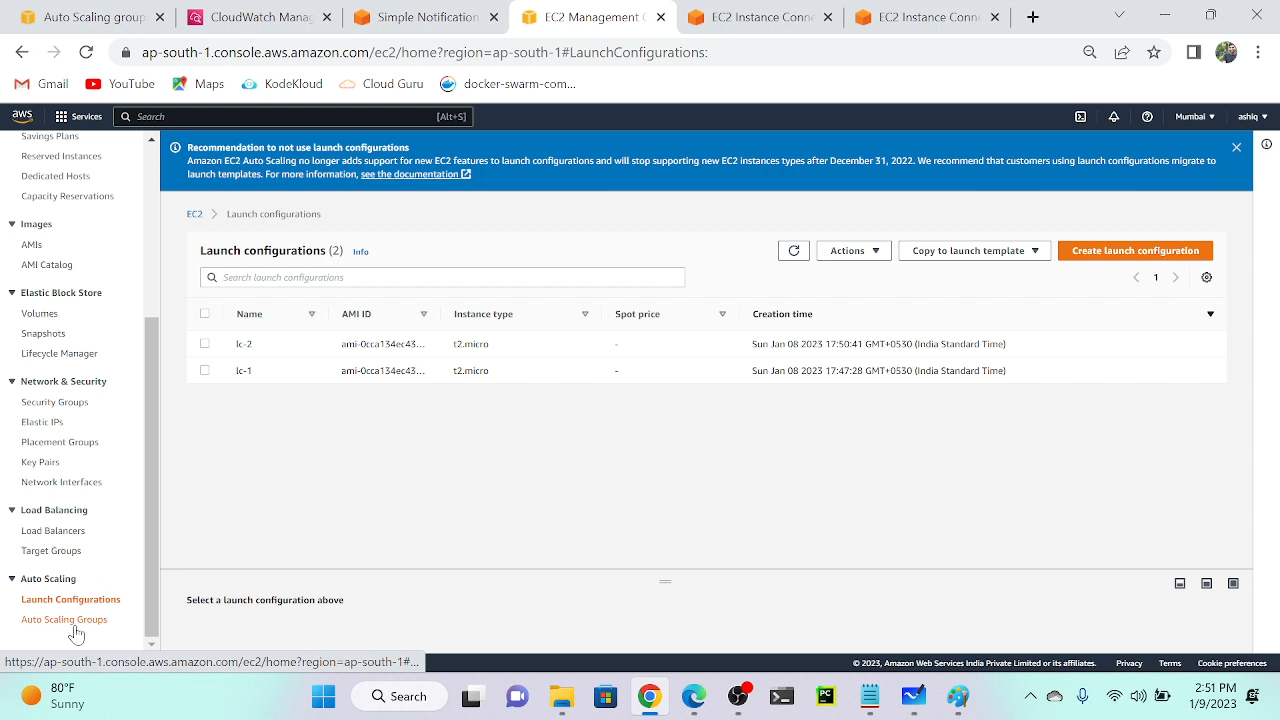 Auto Scaling group
CloudWatch Manag
Simple Notification
EC2 Management C
EC2 Instance Conne
EC2 Instance Conne
ap-south-1.console.aws.amazon.com/ec2/home?region=ap-south-1#LaunchConfigurations:
Gmail
YouTube
Maps
KodeKloud
Cloud Guru
docker-swarm-com...
aws
Services
Search
[Alt+S]
Mumbai
ashiq
Savings Plans
Reserved Instances
Dedicated Hosts
Capacity Reservations
Images
AMIs
AMI Catalog
Elastic Block Store
Volumes
Snapshots
Lifecycle Manager
Network & Security
Security Groups
Elastic IPs
Placement Groups
Key Pairs
Network Interfaces
Load Balancing
Load Balancers
Target Groups
Auto Scaling
Launch Configurations
Auto Scaling Groups
Recommendation to not use launch configurations
Amazon EC2 Auto Scaling no longer adds support for new EC2 features to launch configurations and will stop supporting new EC2 instances types after December 31, 2022. We recommend that customers using launch configurations migrate to
launch templates. For more information, see the documentation
EC2 > Launch configurations
Launch configurations (2) Info
Actions
Copy to launch template
Create launch configuration
Search launch configurations
1
Name AMI ID Instance type Spot price Creation time
lc-2 ami-0cca134ec43... t2.micro - Sun Jan 08 2023 17:50:41 GMT+0530 (India Standard Time)
lc-1 ami-0cca134ec43... t2.micro - Sun Jan 08 2023 17:47:28 GMT+0530 (India Standard Time)
Select a launch configuration above
https://ap-south-1.console.aws.amazon.com/ec2/home?region=ap-south-1#...
© 2023, Amazon Web Services India Private Limited or its affiliates.
Privacy
Terms
Cookie preferences
80°F
Sunny
Search
PC
2:51 PM
1/9/2023